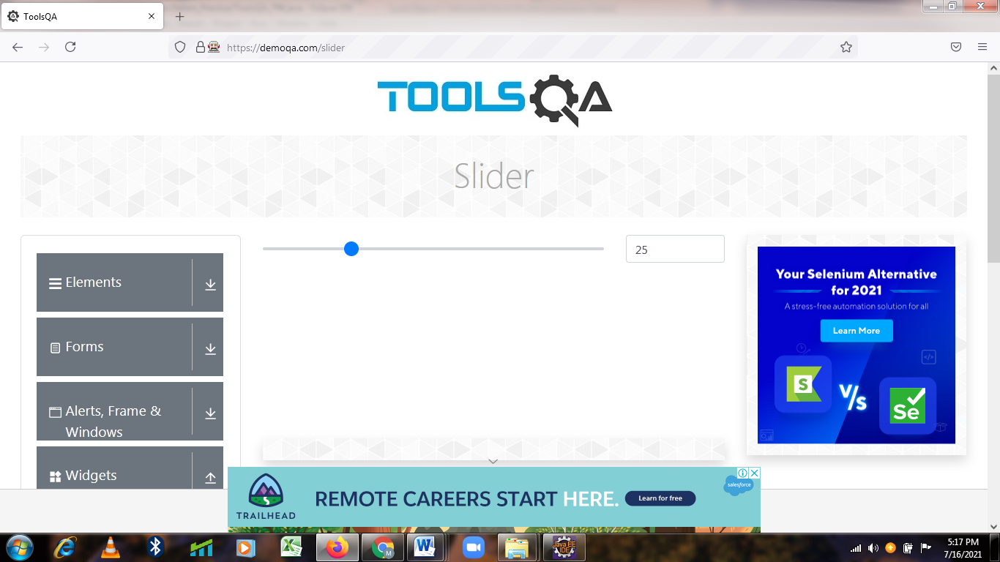 ToolsQA
https://demoqa.com/slider
TOOLSQA
Slider
Elements
Forms
Alerts, Frame &
Windows
Widgets
25
Your Selenium Alternative
for 2021
A stress-free automation solution for all
Learn More
S
V/S
Se
TRAILHEAD
REMOTE CAREERS START HERE.
Learn for free
salesforce
M
W
Java EE
IDE
5:17 PM
7/16/2021